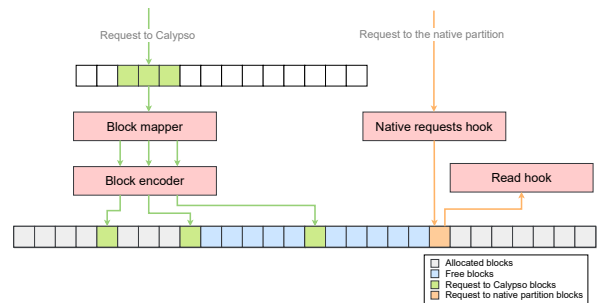 Request to Calypso
Request to the native partition
Block mapper
Native requests hook
Block encoder
Read hook
Allocated blocks
Free blocks
Request to Calypso blocks
Request to native partition blocks